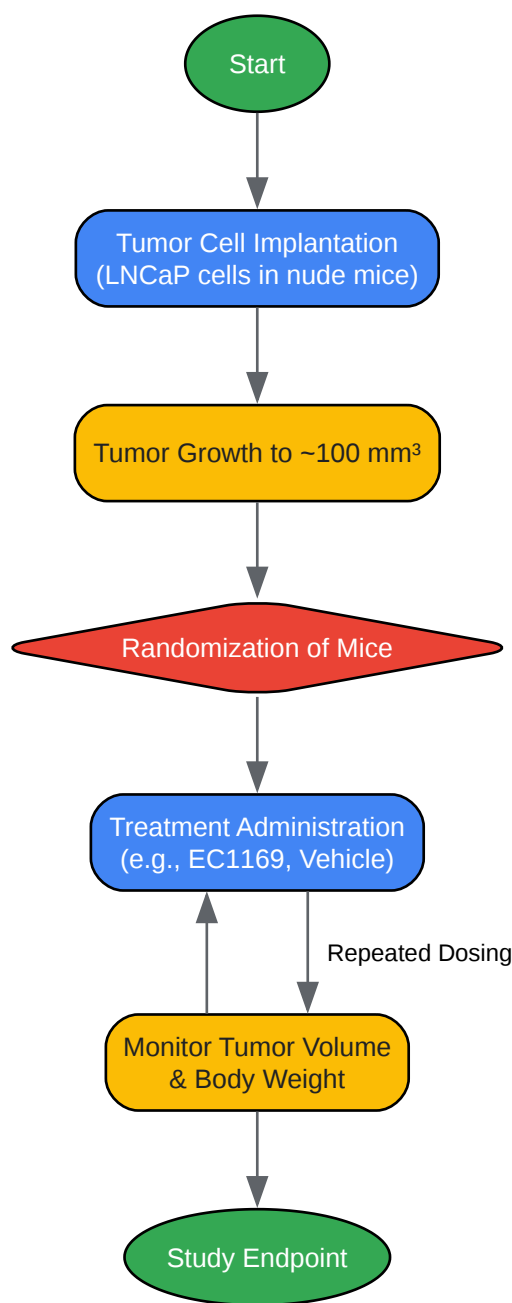 Start
Tumor Cell Implantation
(LNCaP cells in nude mice)
Tumor Growth to ~100 mm³
Randomization of Mice
Treatment Administration
(e.g., EC1169, Vehicle)
Repeated Dosing
Monitor Tumor Volume
& Body Weight
Study Endpoint